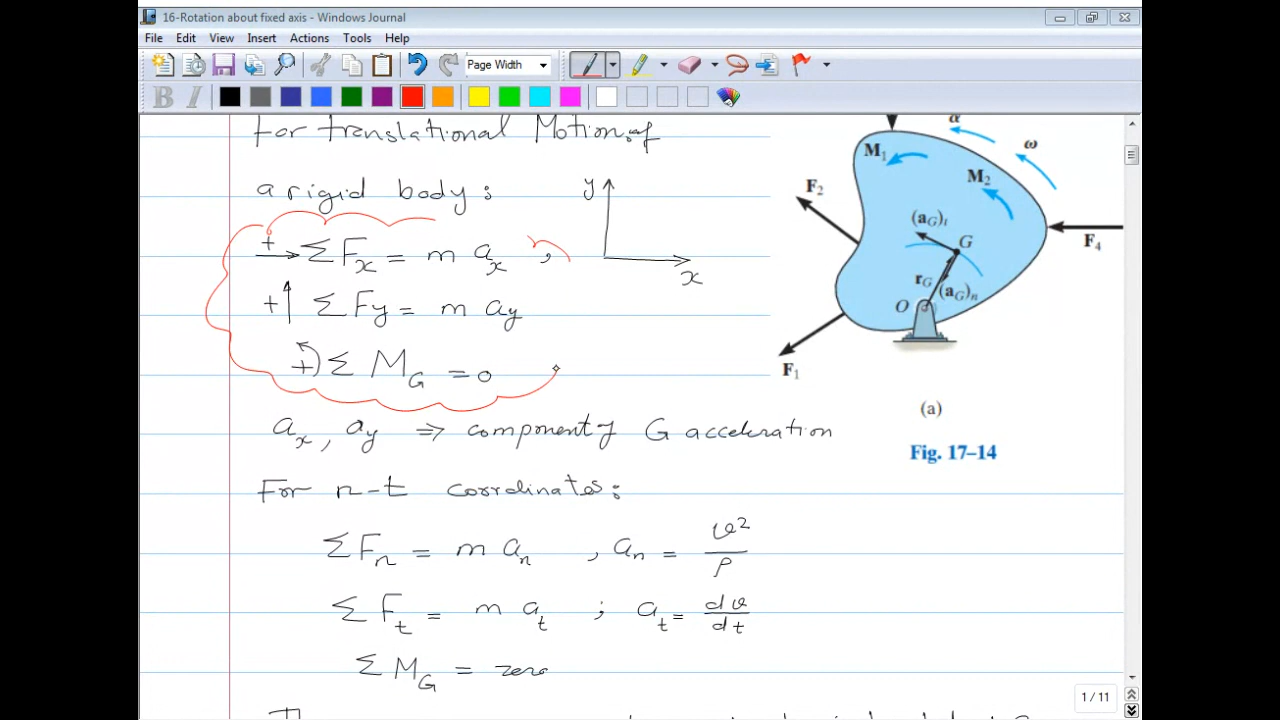 16-Rotation about fixed axis - Windows Journal
File Edit View Insert Actions Tools Help
Page Width
B I
For translational Motion of
a rigid body :
+→ ΣFx = m ax ,
+↑ ΣFy = m ay
+) ΣMG = 0
ax, ay ⇒ component of G acceleration
For n-t coordinates:
ΣFn = m an , an = v²/ρ
ΣFt = m at ; at = dv/dt
ΣMG = zero
y
x
α
ω
M1
M2
F2
F4
(aG)t
G
rG
(aG)n
O
F1
(a)
Fig. 17–14
1 / 11